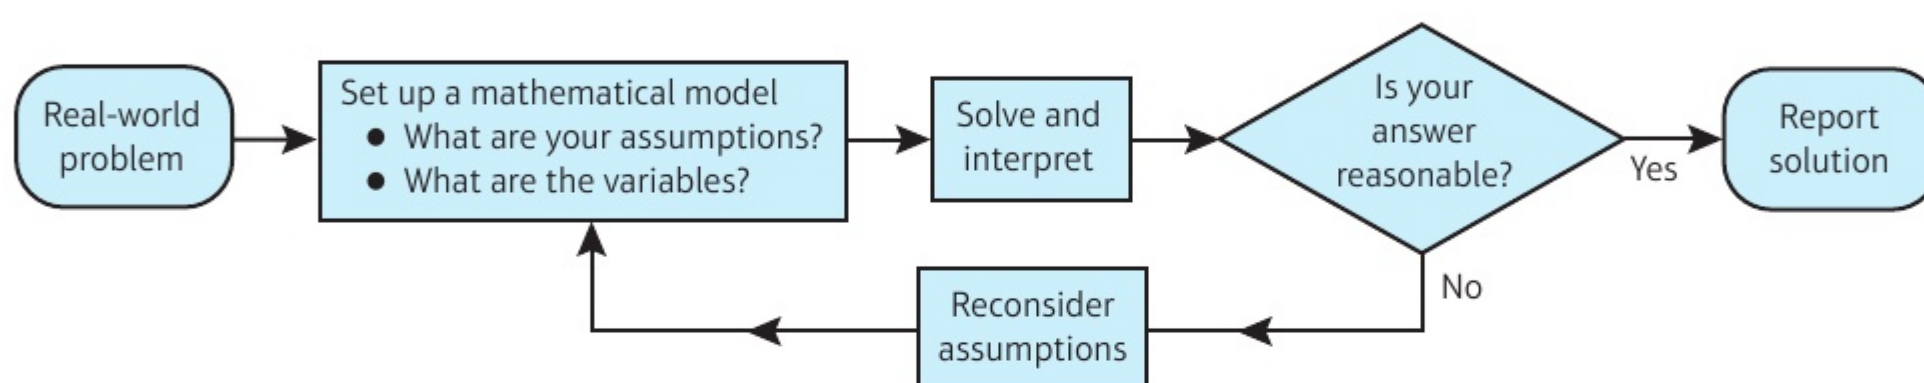 Real-world
problem
Set up a mathematical model
● What are your assumptions?
● What are the variables?
Solve and
interpret
Is your
answer
reasonable?
Yes
Report
solution
No
Reconsider
assumptions